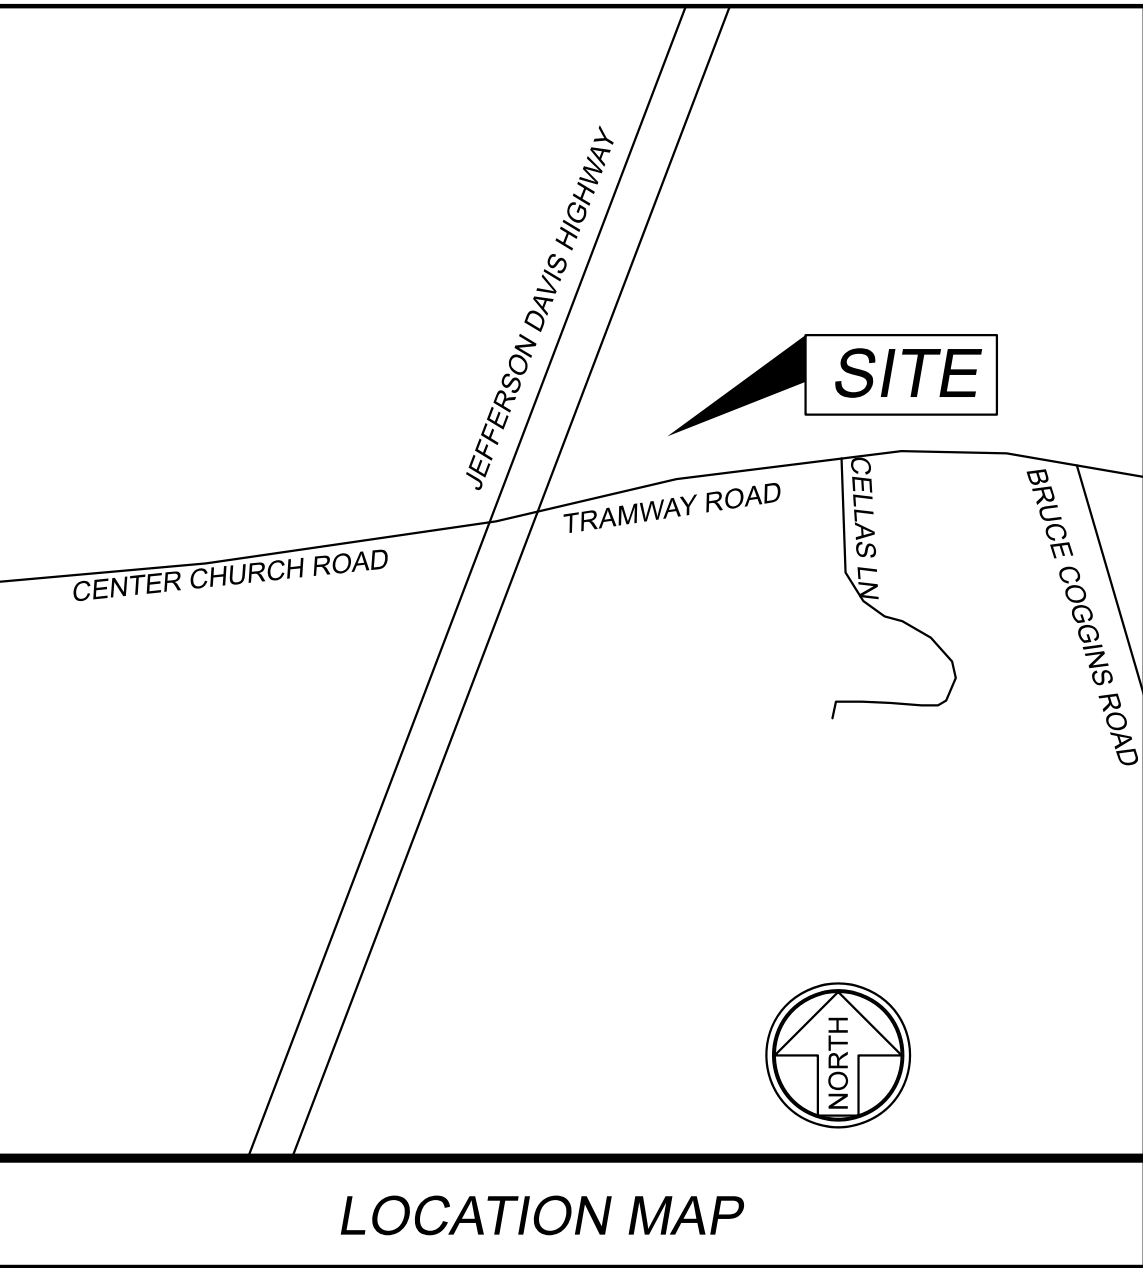 JEFFERSON DAVIS HIGHWAY
SITE
TRAMWAY ROAD
CELLAS LN
BRUCE COGGINS ROAD
CENTER CHURCH ROAD
NORTH
LOCATION MAP